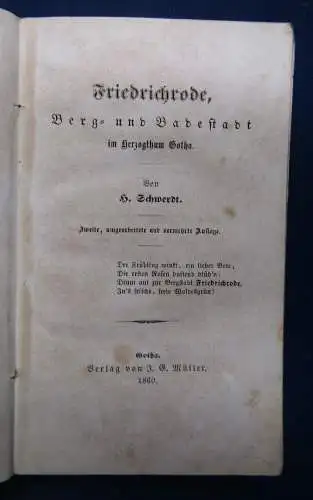 Friedrichrode,
Berg- und Badestadt
im Herzogthum Gotha.
Von
H. Schwerdt.
Zweite, umgearbeitete und vermehrte Auflage.
Der Frühling winkt, ein lieber Bote,
Die ersten Rosen duftend blüh'n:
Drum auf zur Bergstadt Friedrichrode,
In's frische, freie Waldesgrün!
Gotha.
Verlag von J. G. Müller.
1860.